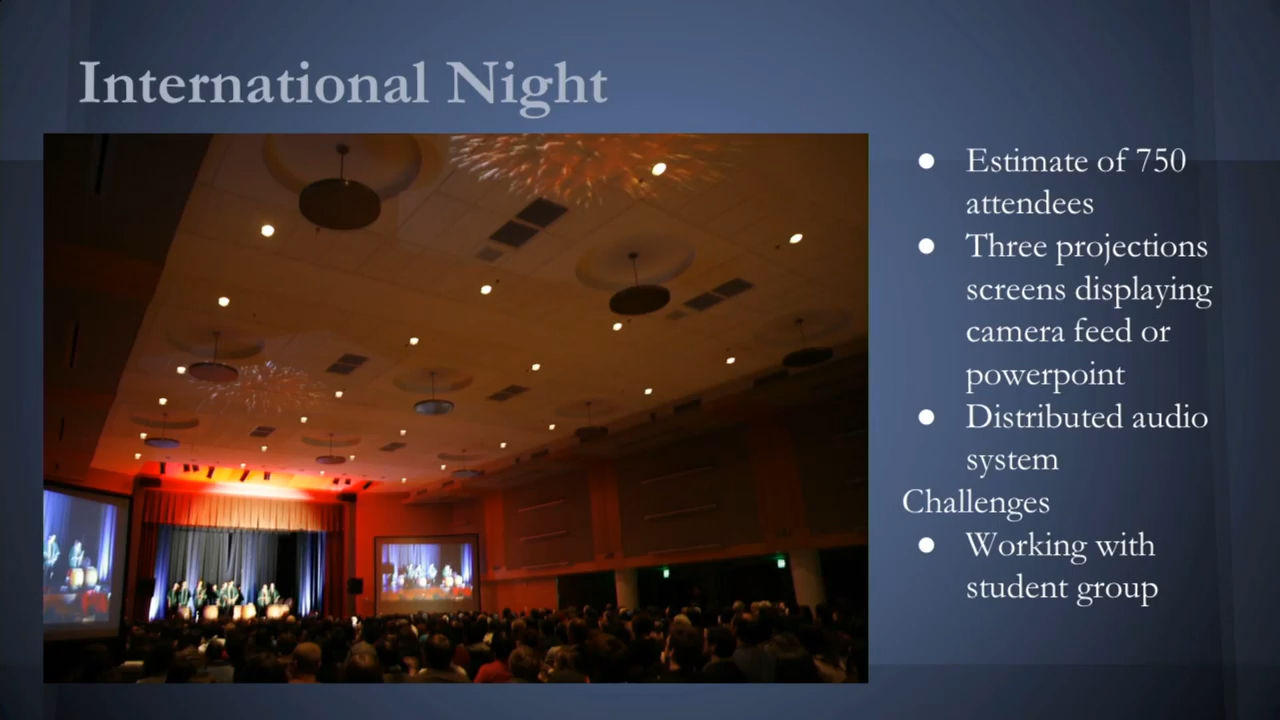 International Night
● Estimate of 750
attendees
● Three projections
screens displaying
camera feed or
powerpoint
● Distributed audio
system
Challenges
● Working with
student group